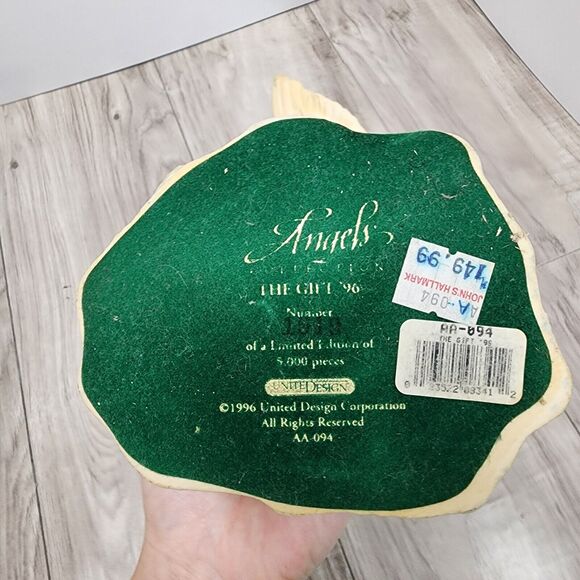 Angels
COLLECTION
THE GIFT '96
Number
of a Limited Edition of
5,000 pieces
UNITED DESIGN
©1996 United Design Corporation
All Rights Reserved
AA-094
$149.99
AA-094
JOHN'S HALLMARK
AA-094
THE GIFT '96